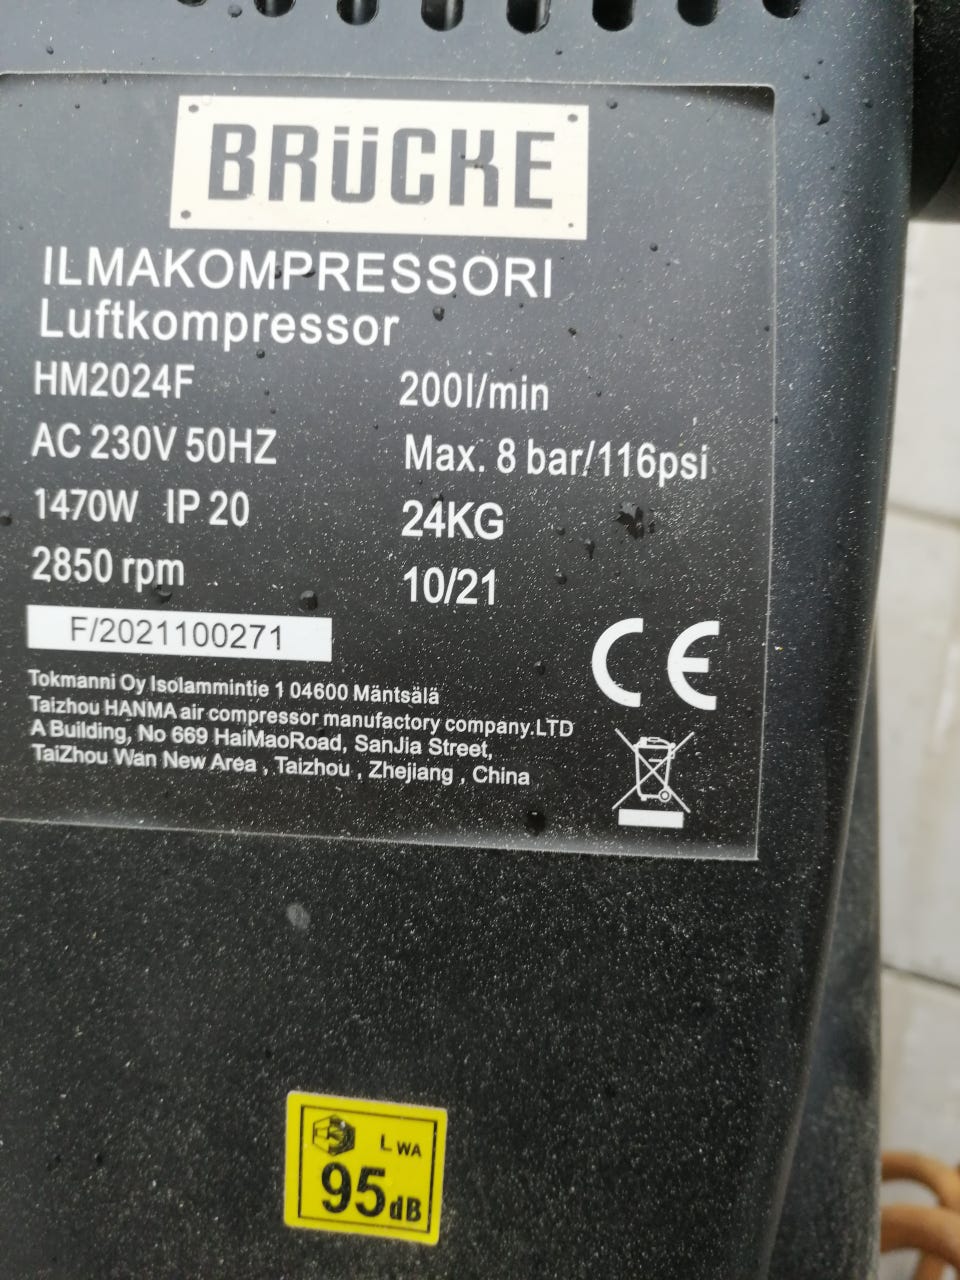 BRÜCKE
ILMAKOMPRESSORI
Luftkompressor
HM2024F 200l/min
AC 230V 50HZ Max. 8 bar/116psi
1470W IP 20 24KG
2850 rpm 10/21
F/2021100271
Tokmanni Oy Isolammintie 1 04600 Mäntsälä
Taizhou HANMA air compressor manufactory company.LTD
A Building, No 669 HaiMaoRoad, SanJia Street,
TaiZhou Wan New Area , Taizhou , Zhejiang , China
CE
LWA
95dB